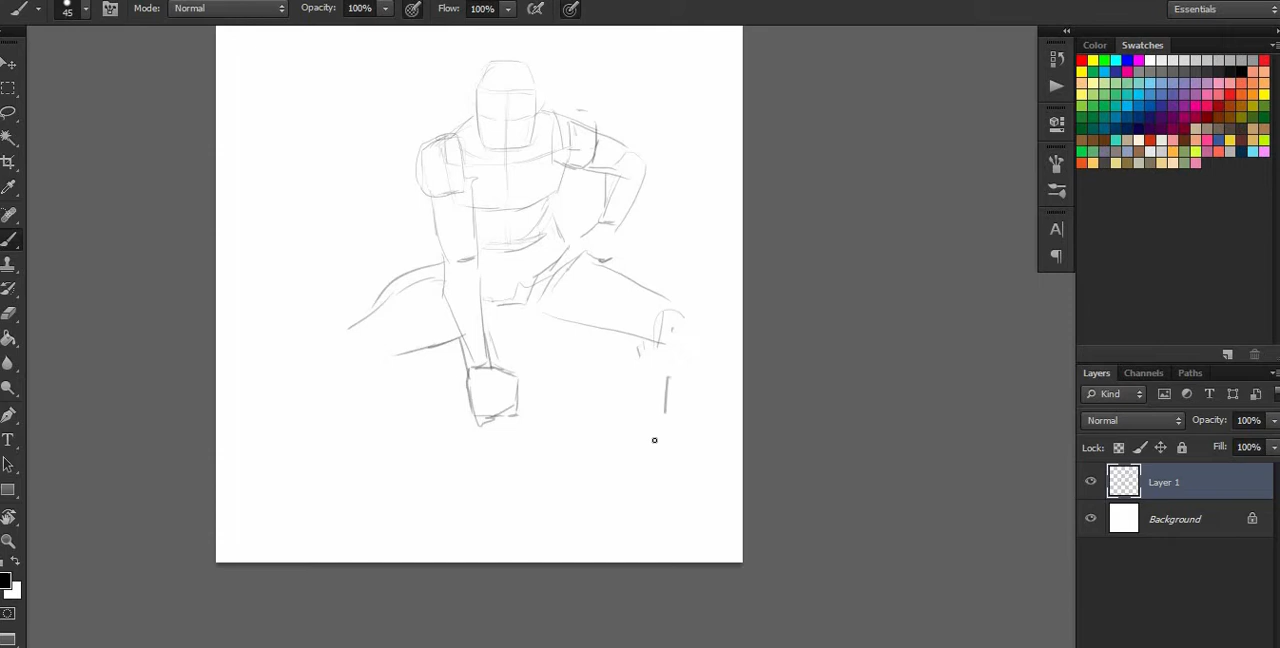 45 Mode: Normal Opacity: 100% Flow: 100% Essentials
Color Swatches
A
¶
Layers Channels Paths
Kind T
Normal Opacity: 100%
Lock: Fill: 100%
Layer 1
Background
T